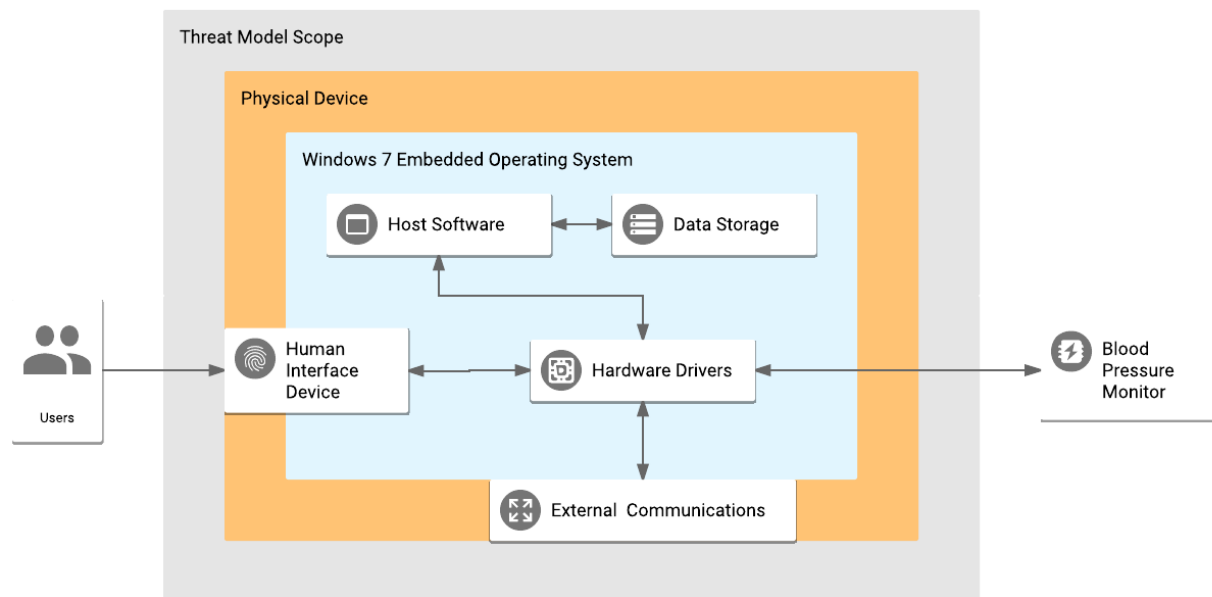 Threat Model Scope
Physical Device
Windows 7 Embedded Operating System
Host Software
Data Storage
Users
Human
Interface
Device
Hardware Drivers
Blood
Pressure
Monitor
External Communications